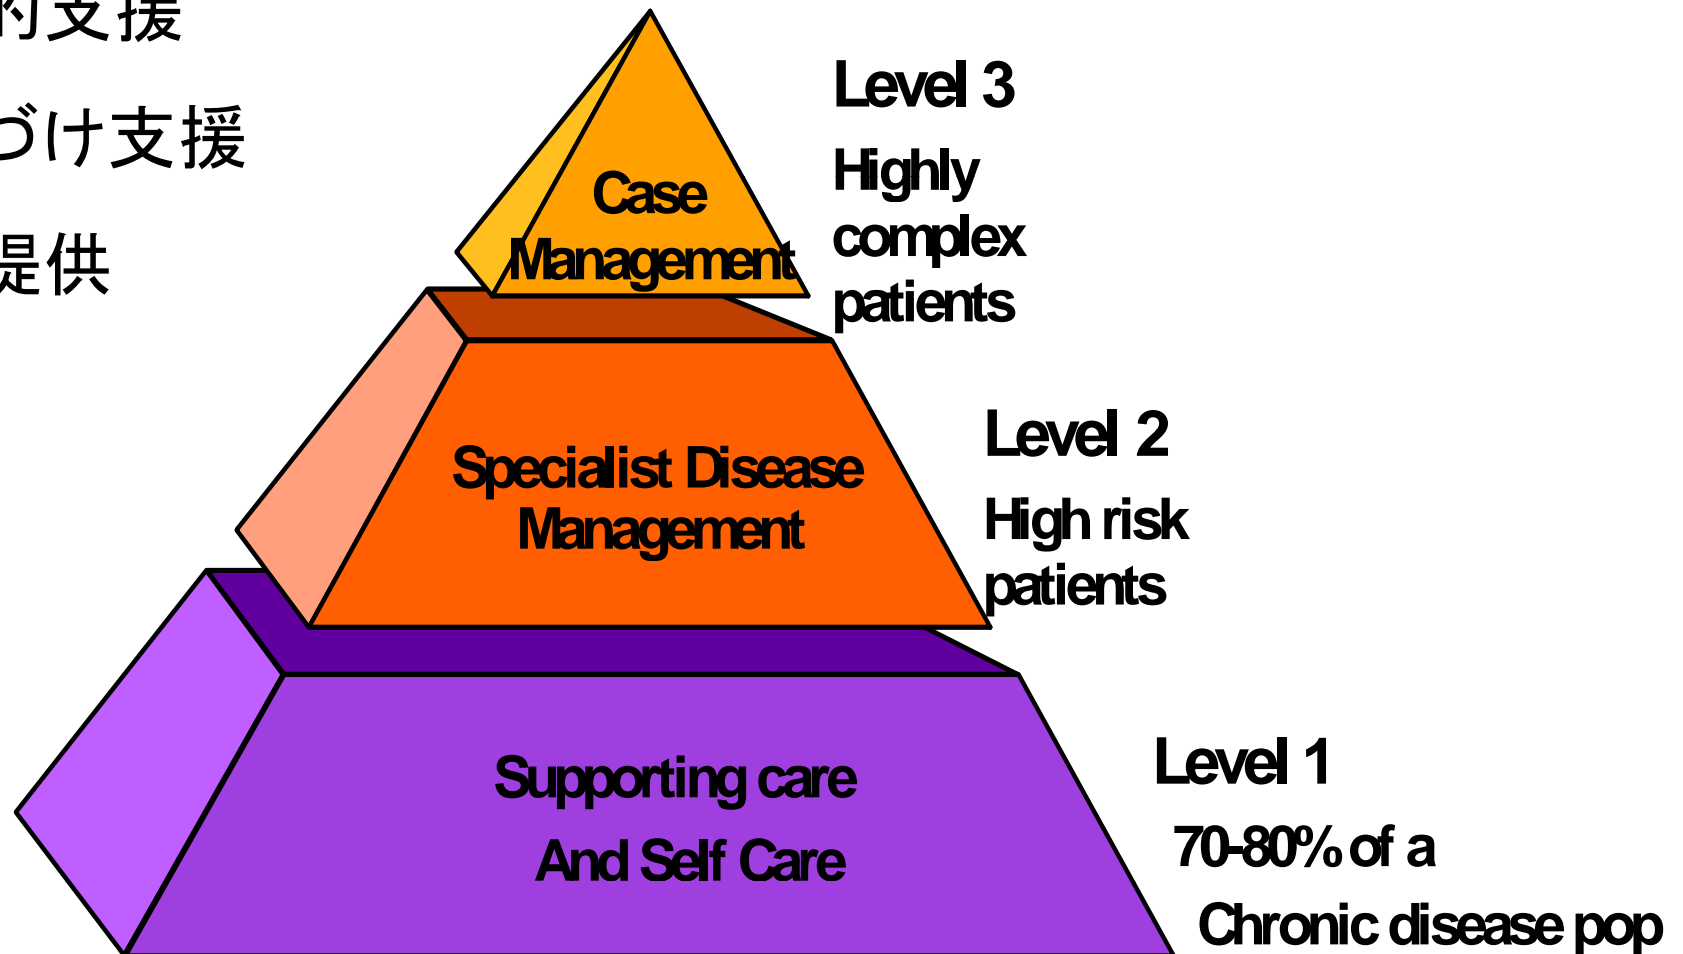 的支援
づけ支援
提供
Level 3
Highly
complex
patients
Case
Management
Level 2
High risk
patients
Specialist Disease
Management
Level 1
70-80% of a
Chronic disease pop
Supporting care
And Self Care